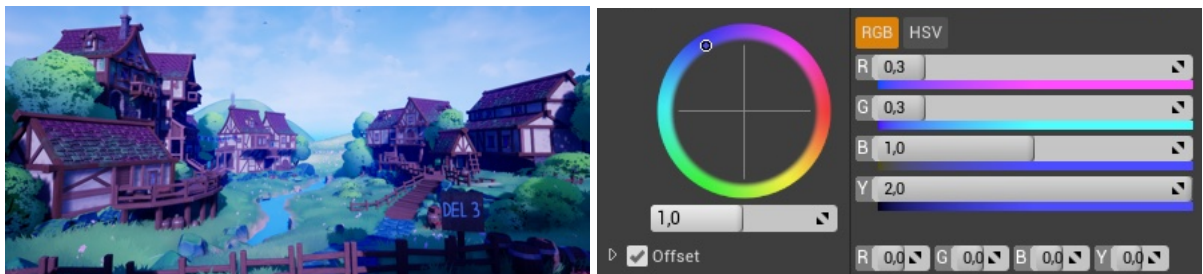 DEL 3
RGB HSV
R 0,3
G 0,3
B 1,0
Y 2,0
1,0
Offset
R 0,0 G 0,0 B 0,0 Y 0,0